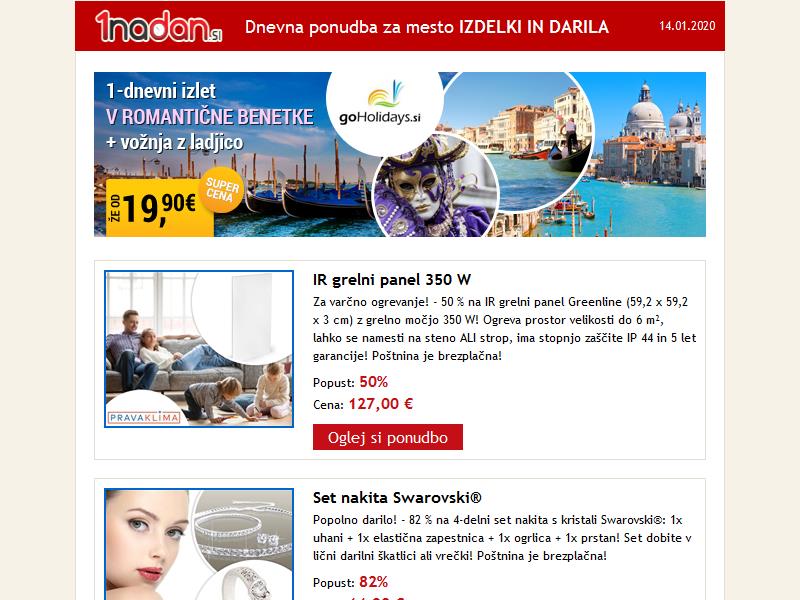 1nadan.si
Dnevna ponudba za mesto IZDELKI IN DARILA
14.01.2020
1-dnevni izlet
V ROMANTIČNE BENETKE
+ vožnja z ladjico
goHolidays.si
ŽE OD 19,90€
SUPER CENA
IR grelni panel 350 W
Za varčno ogrevanje! - 50 % na IR grelni panel Greenline (59,2 x 59,2
x 3 cm) z grelno močjo 350 W! Ogreva prostor velikosti do 6 m²,
lahko se namesti na steno ALI strop, ima stopnjo zaščite IP 44 in 5 let
garancije! Poštnina je brezplačna!
Popust: 50%
Cena: 127,00 €
PRAVAKLIMA
Oglej si ponudbo
Set nakita Swarovski®
Popolno darilo! - 82 % na 4-delni set nakita s kristali Swarovski®: 1x
uhani + 1x elastična zapestnica + 1x ogrlica + 1x prstan! Set dobite v
lični darilni škatlici ali vrečki! Poštnina je brezplačna!
Popust: 82%